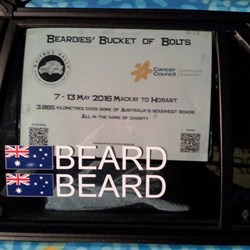 Beardies' Bucket of Bolts
Cancer
Council
7 - 13 May 2016 Mackay to Hobart
3,865 kilometres over some of Australia's roughest roads
All in the name of charity
BEARD
BEARD